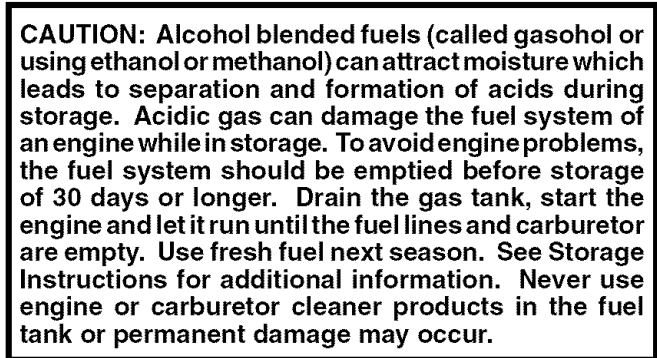 CAUTION: Alcohol blended fuels (called gasohol or
using ethanol or methanol) can attract moisture which
leads to separation and formation of acids during
storage. Acidic gas can damage the fuel system of
an engine while in storage. To avoid engine problems,
the fuel system should be emptied before storage
of 30 days or longer. Drain the gas tank, start the
engine and let it run until the fuel lines and carburetor
are empty. Use fresh fuel next season. See Storage
Instructions for additional information. Never use
engine or carburetor cleaner products in the fuel
tank or permanent damage may occur.